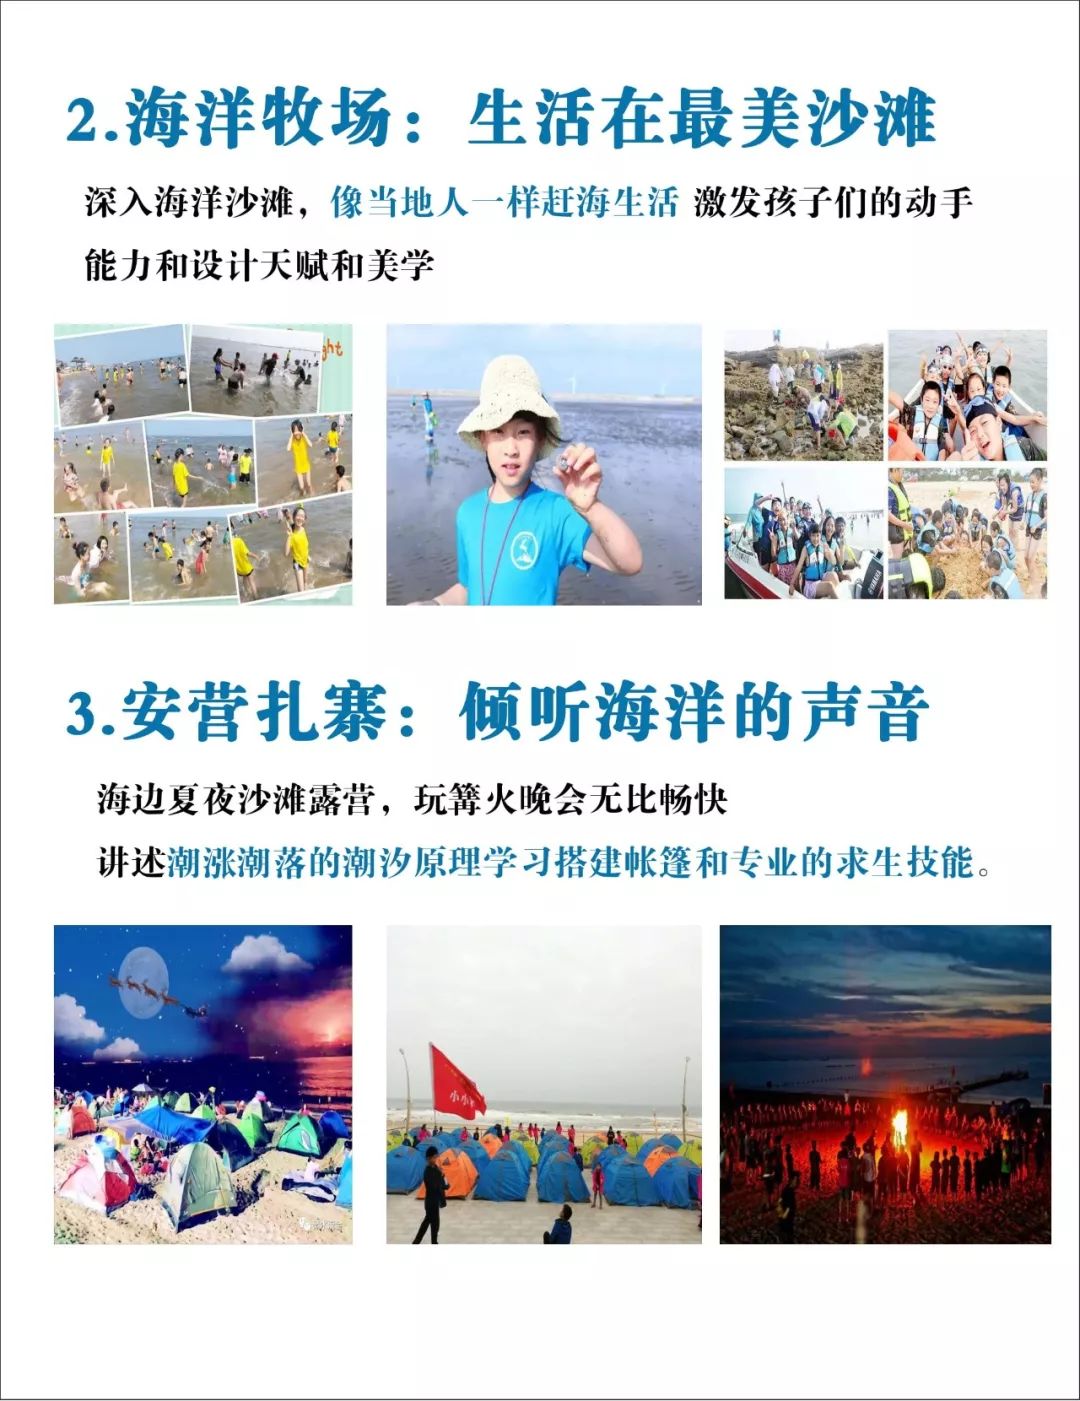 2.海洋牧场：生活在最美沙滩
深入海洋沙滩，像当地人一样赶海生活 激发孩子们的动手
能力和设计天赋和美学
ght
YAMAHA
3.安营扎寨：倾听海洋的声音
海边夏夜沙滩露营，玩篝火晚会无比畅快
讲述潮涨潮落的潮汐原理学习搭建帐篷和专业的求生技能。
小小